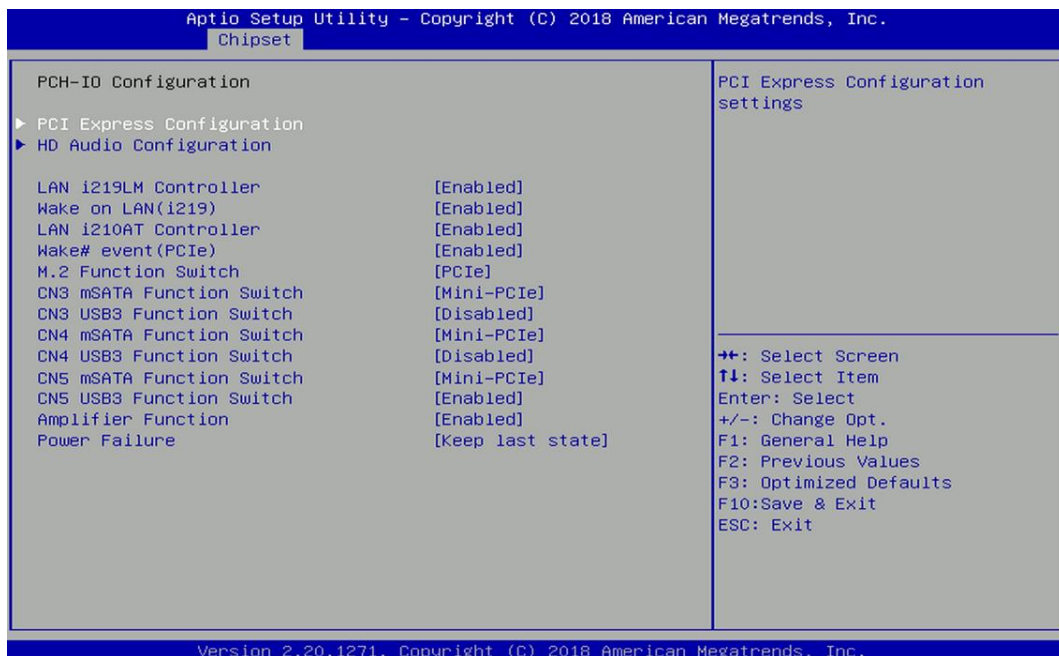 Aptio Setup Utility – Copyright (C) 2018 American Megatrends, Inc.
Chipset
PCH-IO Configuration
▶ PCI Express Configuration
▶ HD Audio Configuration
LAN i219LM Controller [Enabled]
Wake on LAN(i219) [Enabled]
LAN i210AT Controller [Enabled]
Wake# event(PCIe) [Enabled]
M.2 Function Switch [PCIe]
CN3 mSATA Function Switch [Mini-PCIe]
CN3 USB3 Function Switch [Disabled]
CN4 mSATA Function Switch [Mini-PCIe]
CN4 USB3 Function Switch [Disabled]
CN5 mSATA Function Switch [Mini-PCIe]
CN5 USB3 Function Switch [Enabled]
Amplifier Function [Enabled]
Power Failure [Keep last state]
PCI Express Configuration
settings
→←: Select Screen
↑↓: Select Item
Enter: Select
+/-: Change Opt.
F1: General Help
F2: Previous Values
F3: Optimized Defaults
F10:Save & Exit
ESC: Exit
Version 2.20.1271. Copyright (C) 2018 American Megatrends, Inc.